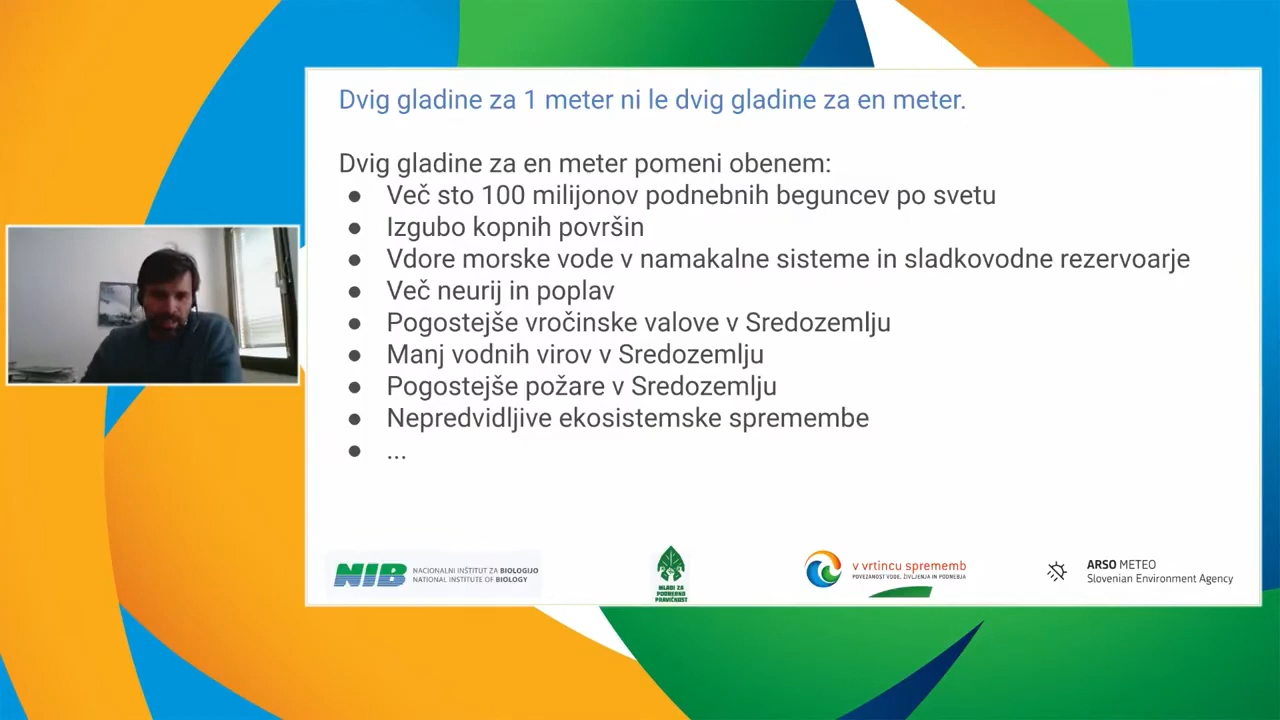 Dvig gladine za 1 meter ni le dvig gladine za en meter.
Dvig gladine za en meter pomeni obenem:
● Več sto 100 milijonov podnebnih beguncev po svetu
● Izgubo kopnih površin
● Vdore morske vode v namakalne sisteme in sladkovodne rezervoarje
● Več neurij in poplav
● Pogostejše vročinske valove v Sredozemlju
● Manj vodnih virov v Sredozemlju
● Pogostejše požare v Sredozemlju
● Nepredvidljive ekosistemske spremembe
● ...
NIB
NACIONALNI INŠTITUT ZA BIOLOGIJO
NATIONAL INSTITUTE OF BIOLOGY
MLADI ZA
PODNEBNO
PRAVIČNOST
v vrtincu sprememb
POVEZANOST VODE, ŽIVLJENJA IN PODNEBJA
ARSO METEO
Slovenian Environment Agency